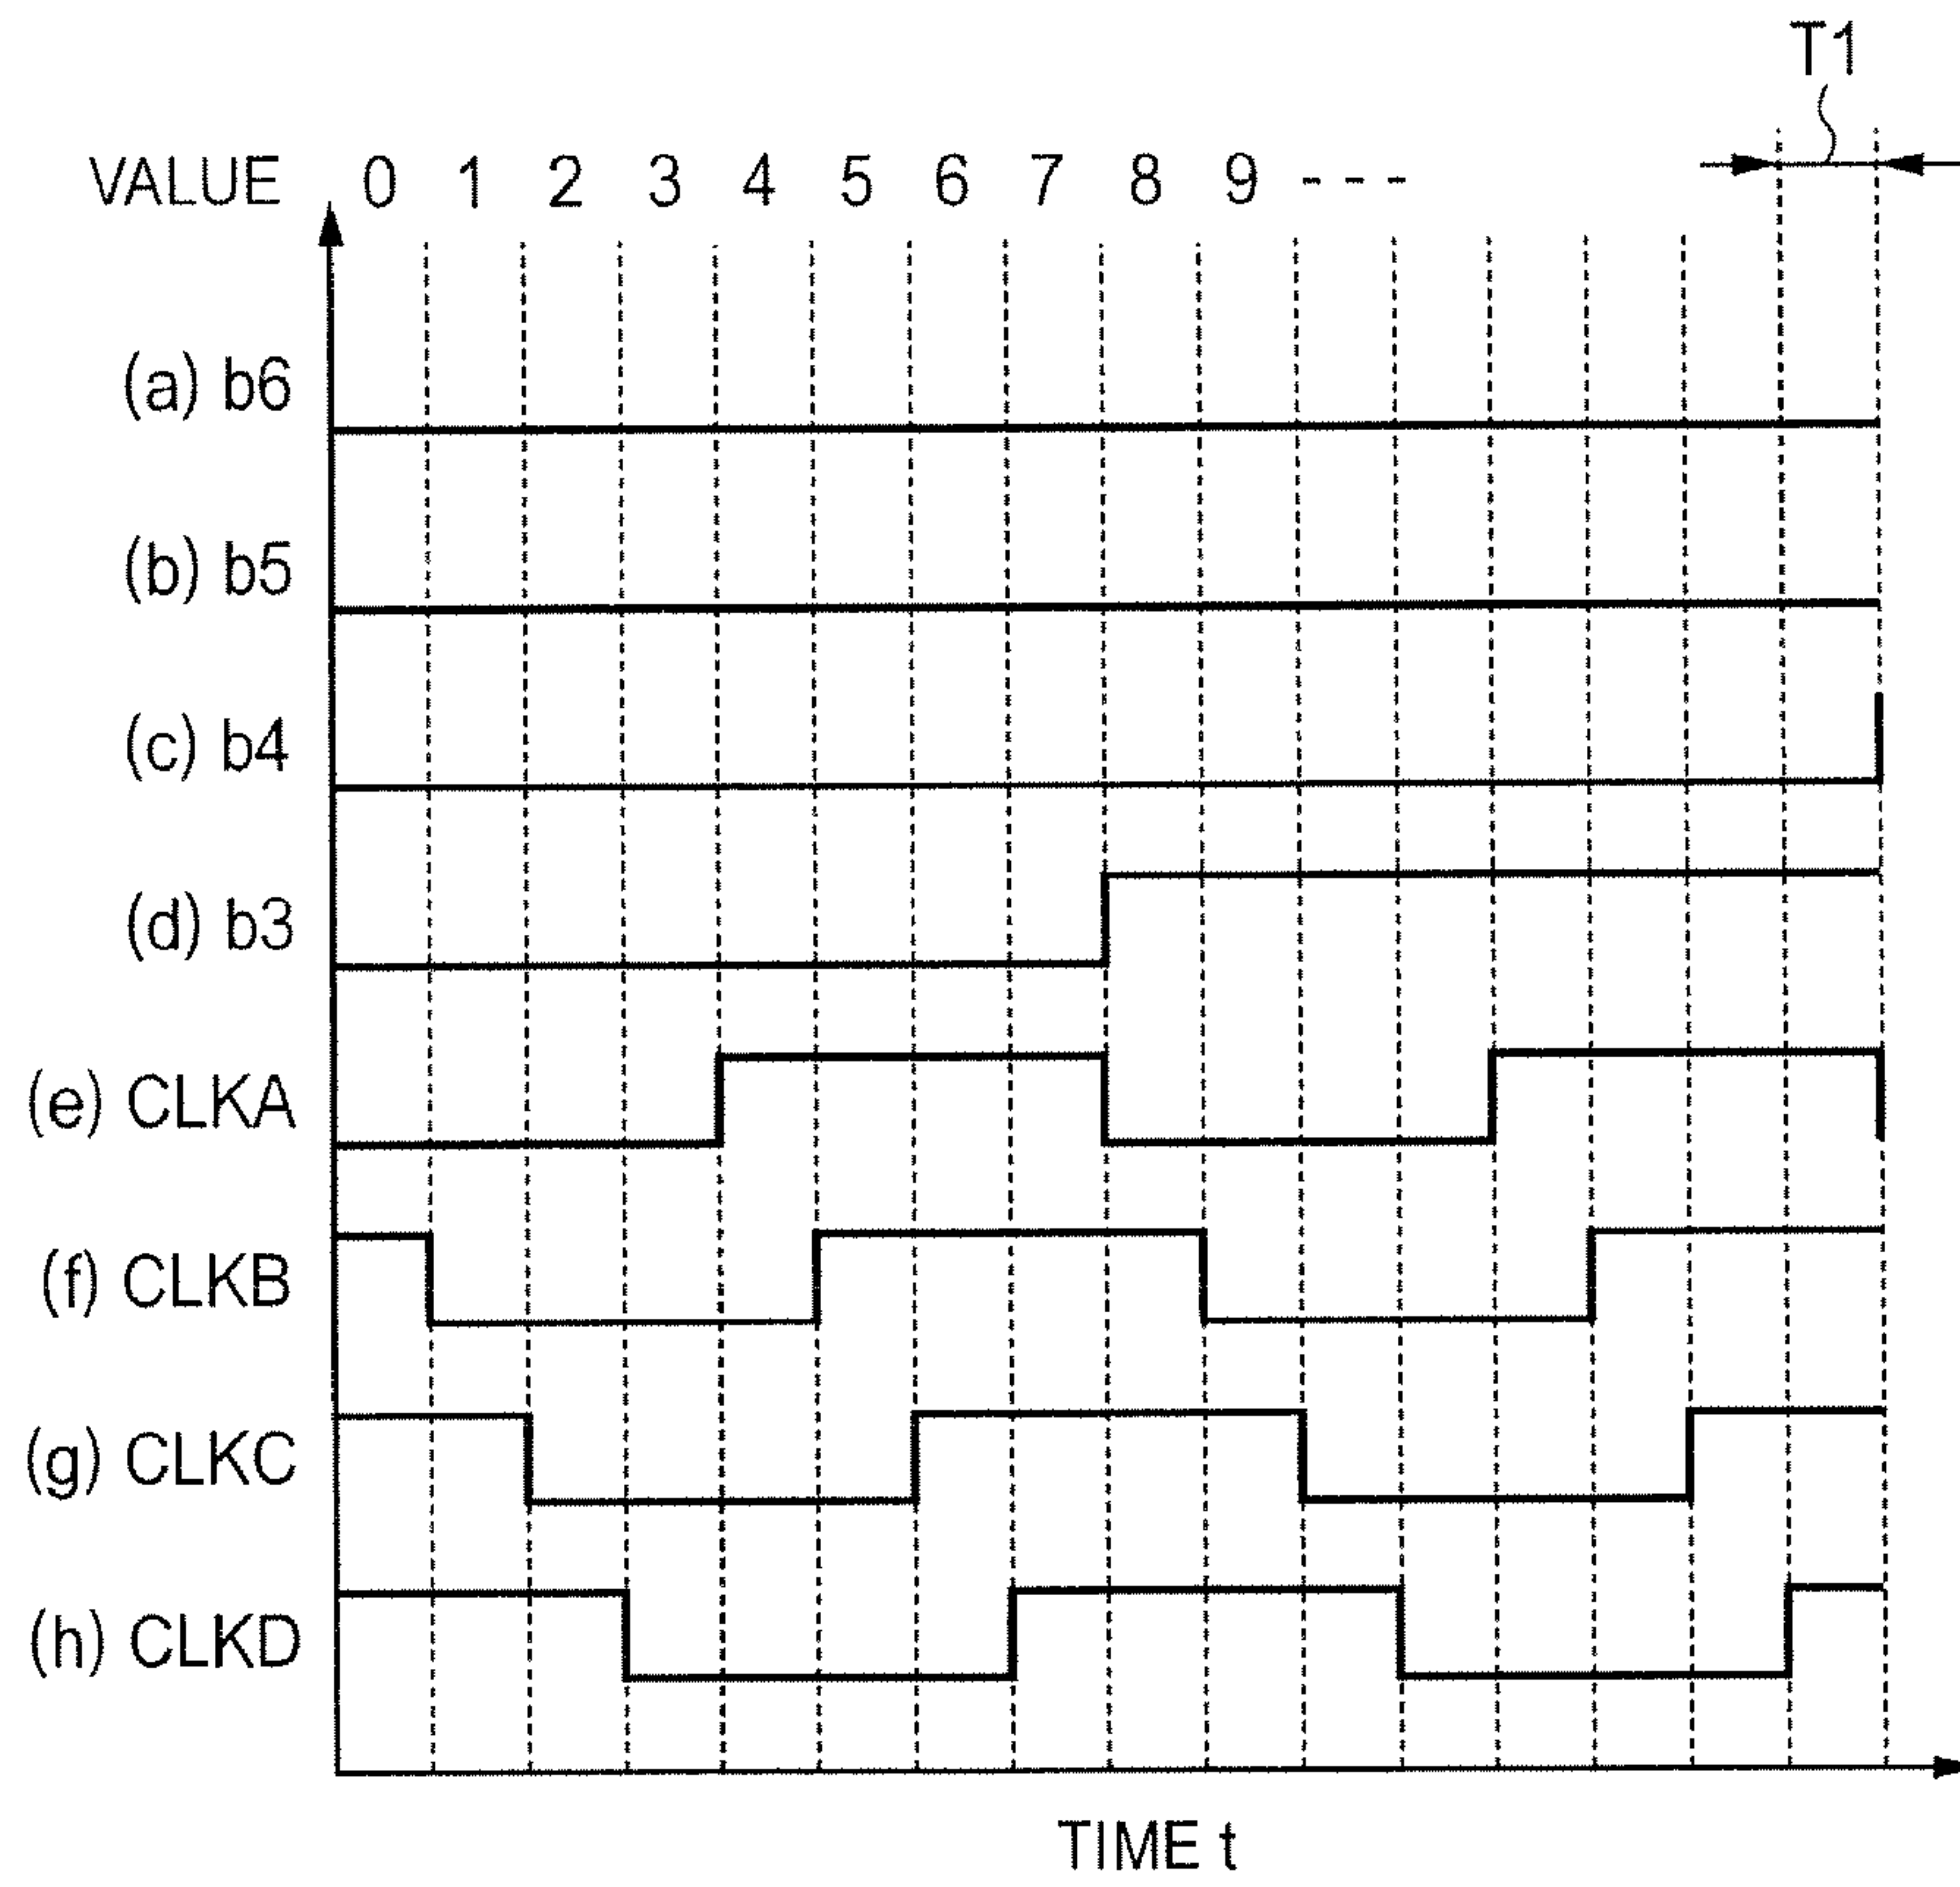 T1
VALUE 0 1 2 3 4 5 6 7 8 9 ---
(a) b6
(b) b5
(c) b4
(d) b3
(e) CLKA
(f) CLKB
(g) CLKC
(h) CLKD
TIME t